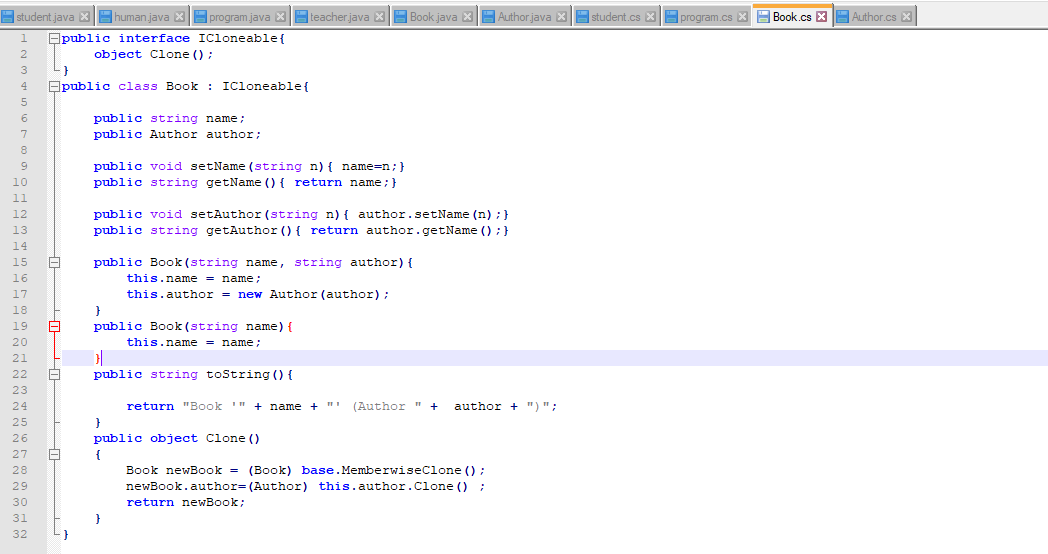 student.java human.java program.java teacher.java Book.java Author.java student.cs program.cs Book.cs Author.cs
1 public interface ICloneable{
2 object Clone();
3 }
4 public class Book : ICloneable{
5
6 public string name;
7 public Author author;
8
9 public void setName(string n){ name=n;}
10 public string getName(){ return name;}
11
12 public void setAuthor(string n){ author.setName(n);}
13 public string getAuthor(){ return author.getName();}
14
15 public Book(string name, string author){
16 this.name = name;
17 this.author = new Author(author);
18 }
19 public Book(string name){
20 this.name = name;
21 }
22 public string toString(){
23
24 return "Book '" + name + "' (Author " +  author + ")";
25 }
26 public object Clone()
27 {
28 Book newBook = (Book) base.MemberwiseClone();
29 newBook.author=(Author) this.author.Clone() ;
30 return newBook;
31 }
32 }